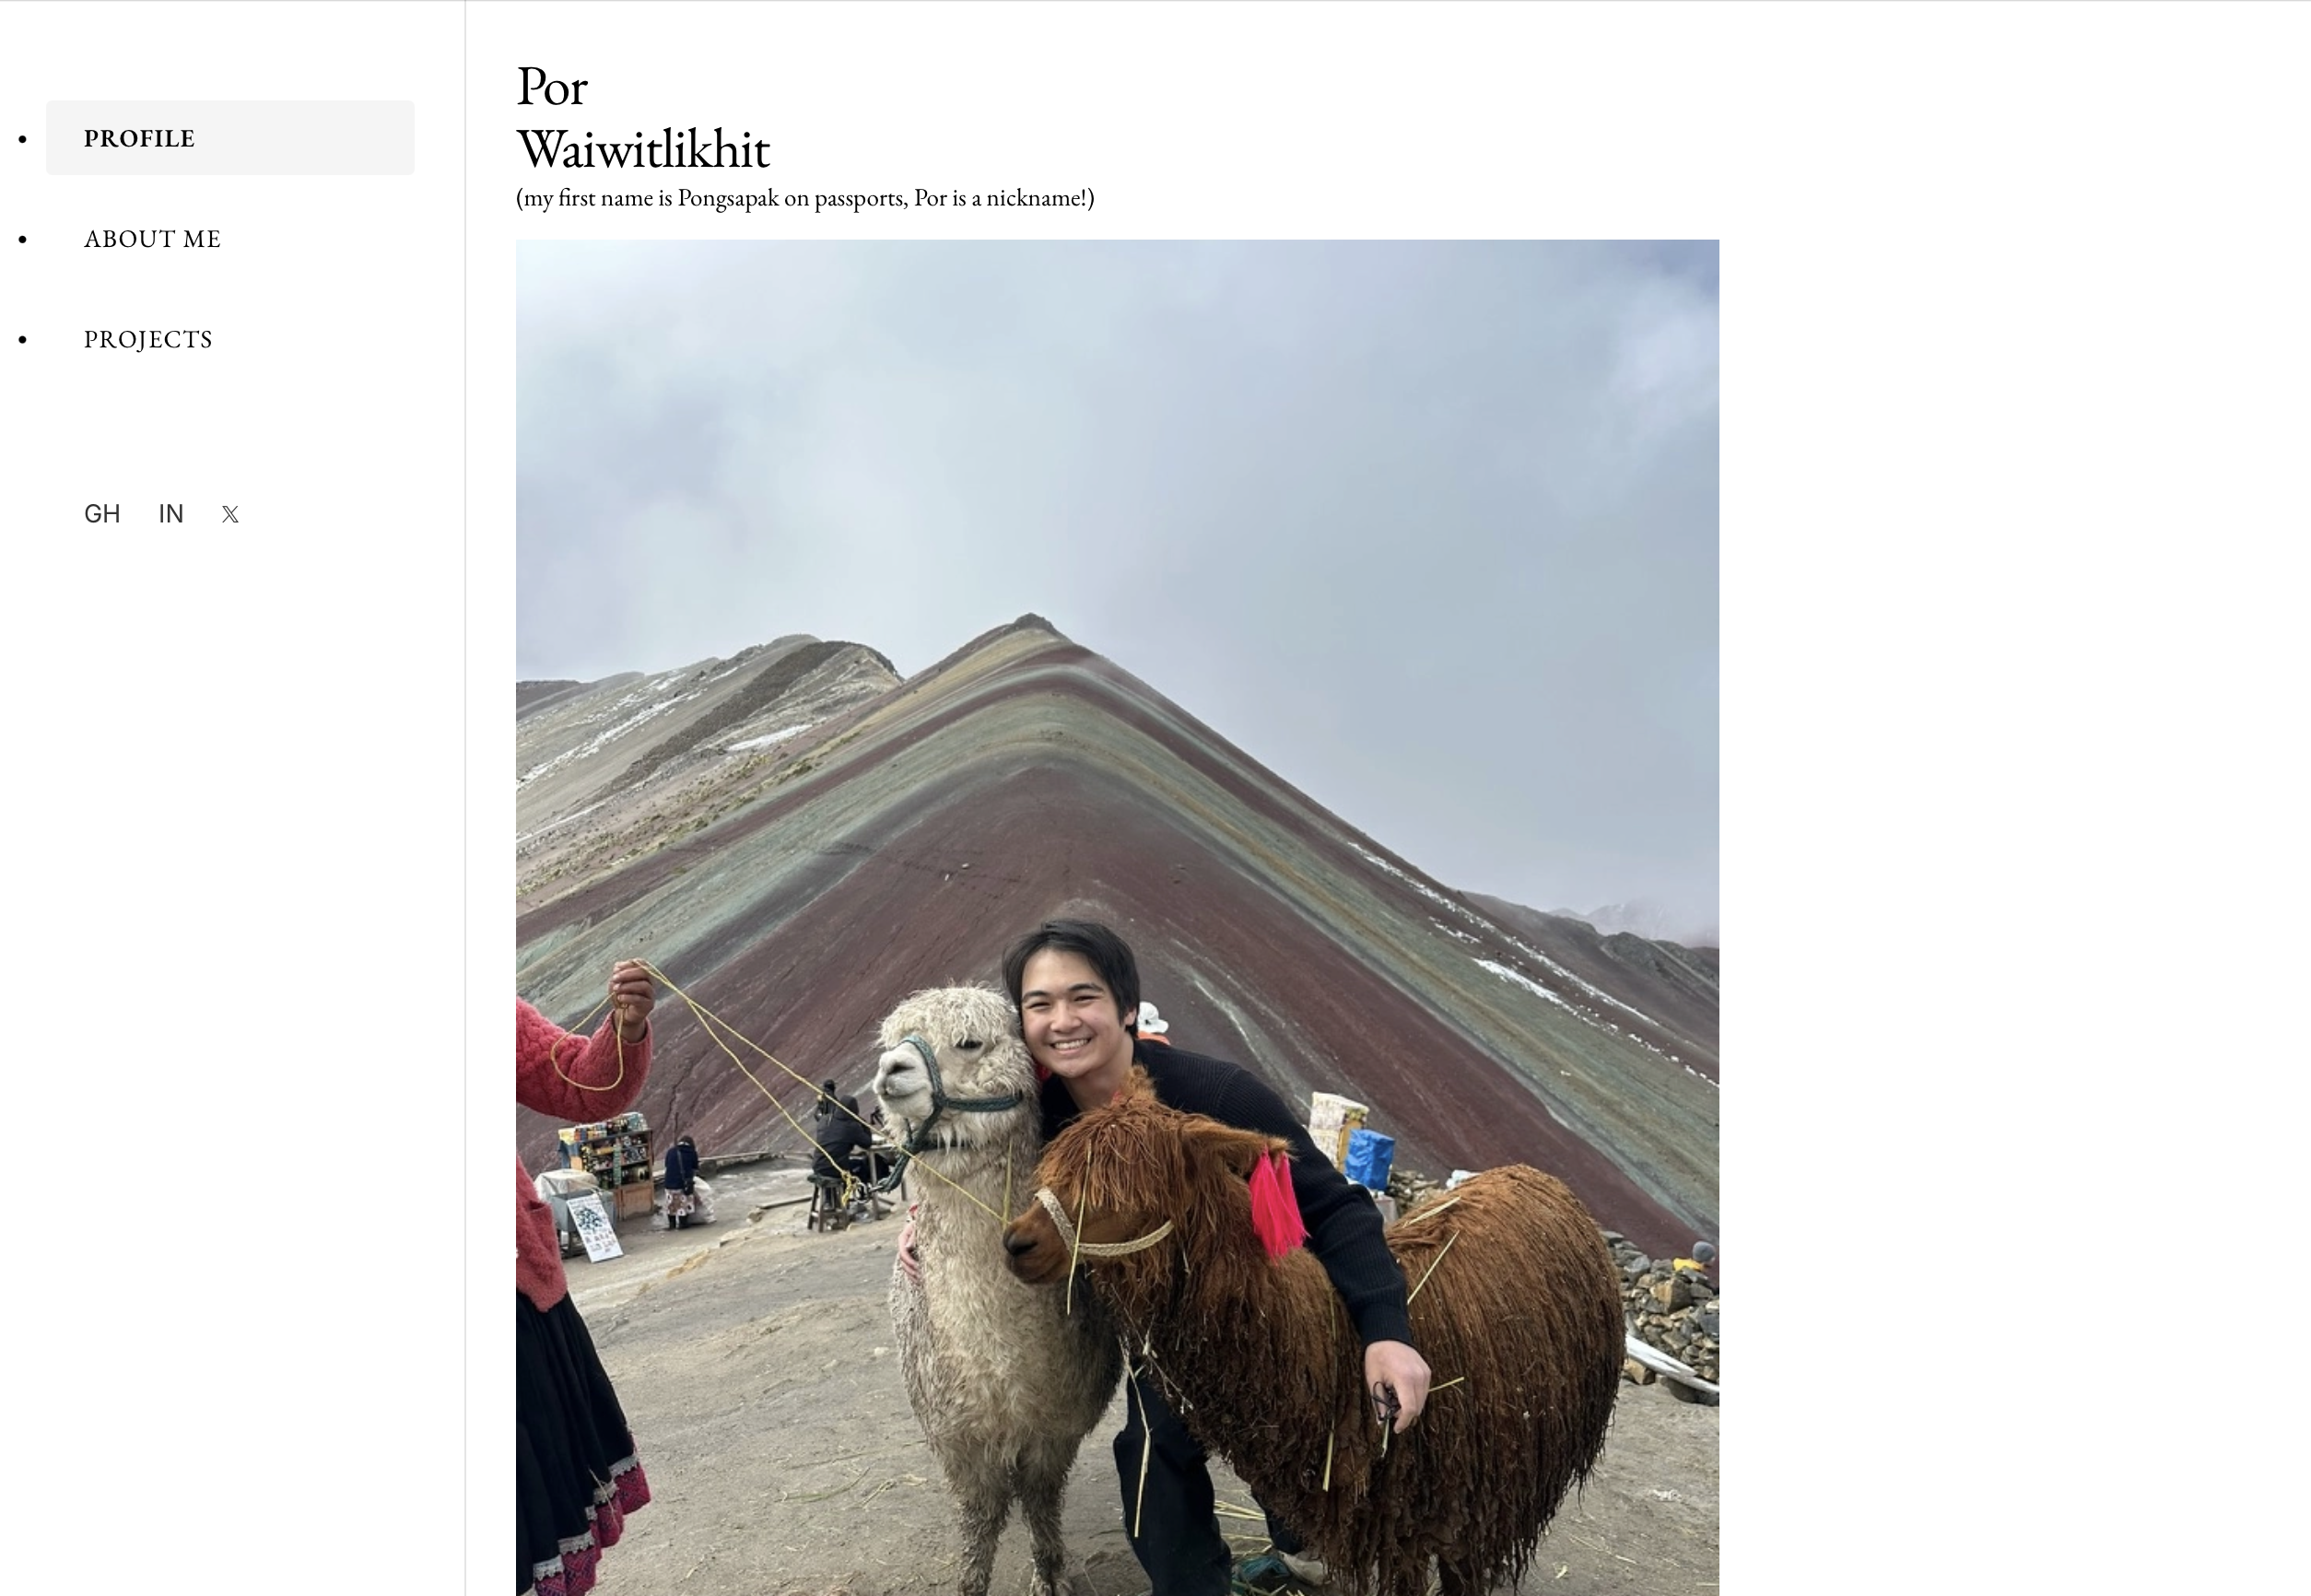 PROFILE
ABOUT ME
PROJECTS
GH IN 𝕏
Por
Waiwitlikhit
(my first name is Pongsapak on passports, Por is a nickname!)